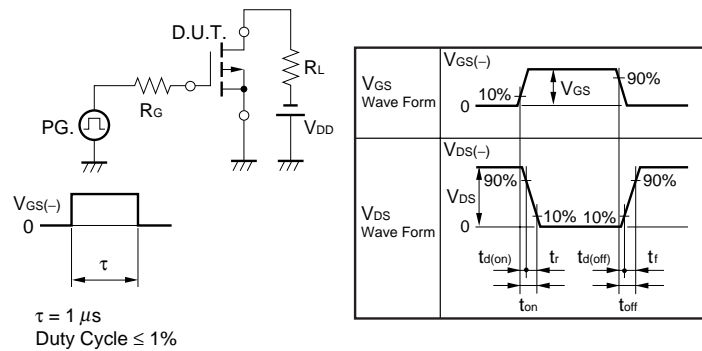 D.U.T.
RL
RG
PG.
VDD
VGS(−)
0
τ
τ = 1 μs
Duty Cycle ≤ 1%
VGS
Wave Form
VGS(−)
10%
VGS
90%
0
VDS
Wave Form
VDS(−)
90%
VDS
10% 10%
90%
0
td(on) tr td(off) tf
ton toff